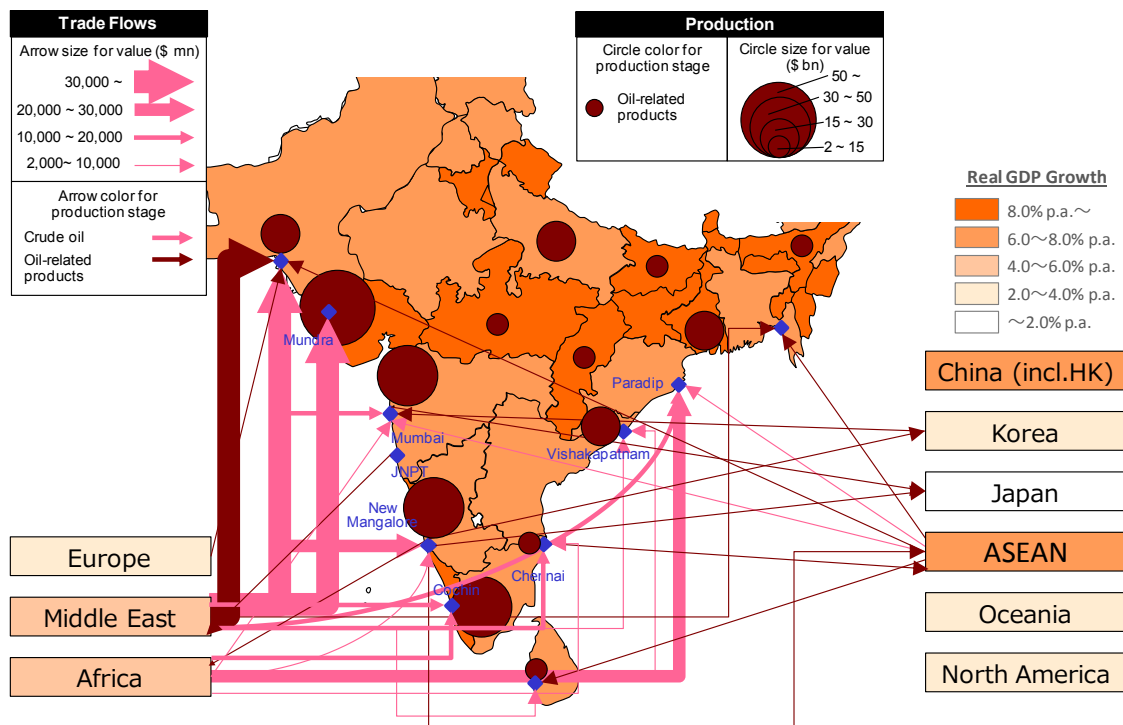 Trade Flows
Arrow size for value ($ mn)
30,000 ~
20,000 ~ 30,000
10,000 ~ 20,000
2,000~ 10,000
Arrow color for
production stage
Crude oil
Oil-related
products
Production
Circle color for
production stage
Oil-related
products
Circle size for value
($ bn)
50 ~
30 ~ 50
15 ~ 30
2 ~ 15
Real GDP Growth
8.0% p.a.～
6.0～8.0% p.a.
4.0～6.0% p.a.
2.0～4.0% p.a.
～2.0% p.a.
Mundra
Mumbai
JNPT
New
Mangalore
Cochin
Chennai
Vishakapatnam
Paradip
Europe
Middle East
Africa
China (incl.HK)
Korea
Japan
ASEAN
Oceania
North America